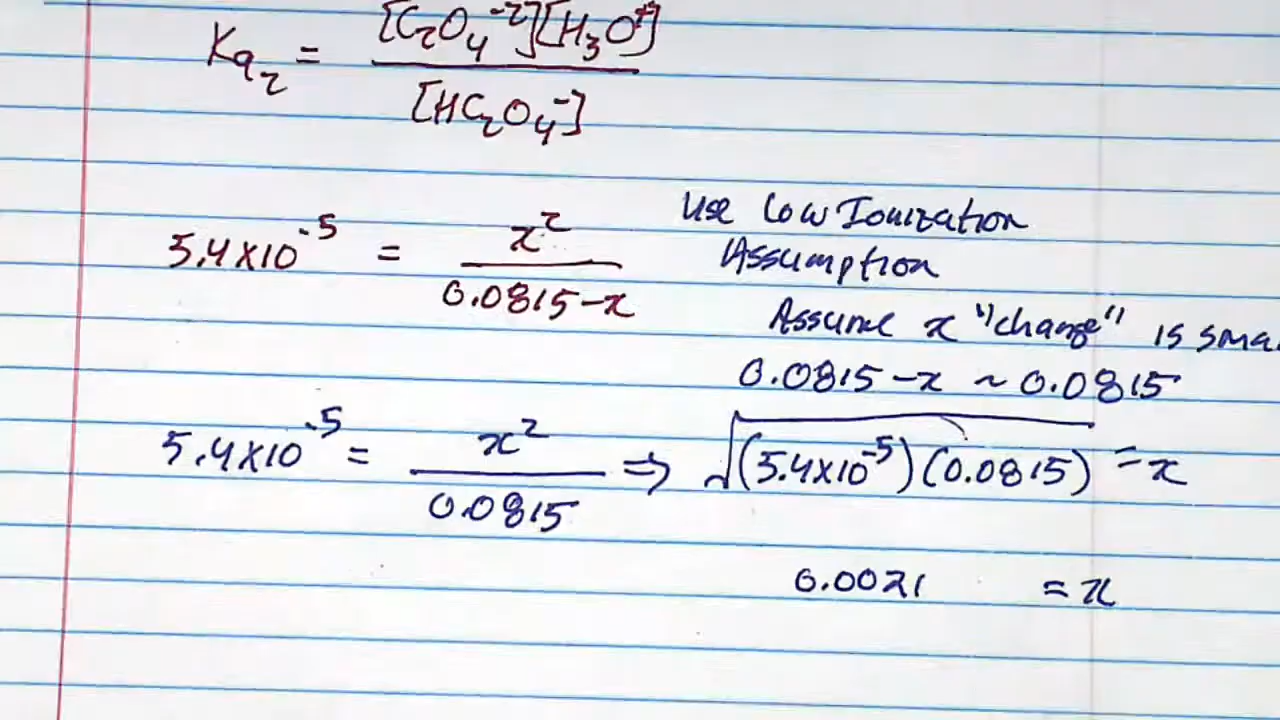 Ka₂ = [C₂O₄⁻²][H₃O⁺] / [HC₂O₄⁻]
Use Low Ionization
Assumption
5.4x10⁻⁵ = x² / 0.0815-x
Assume x "change" is sma
0.0815-x ~ 0.0815
5.4x10⁻⁵ = x² / 0.0815 ⇒ √(5.4x10⁻⁵)(0.0815) = x
0.0021 = x